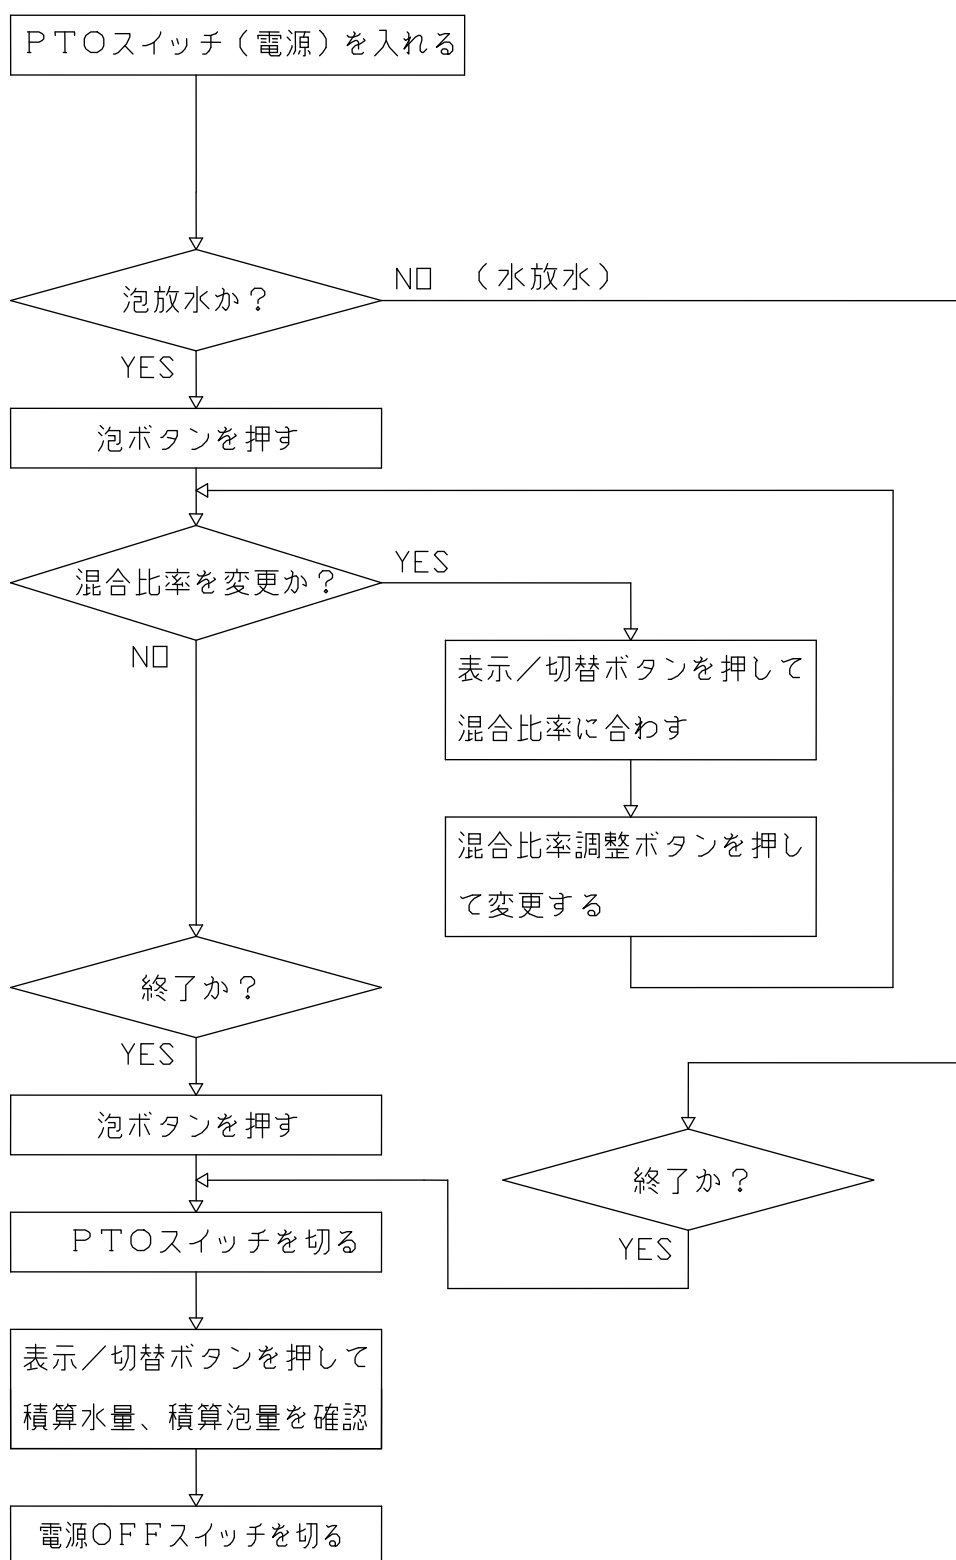 PTOスイッチ(電源)を入れる
泡放水か?
NO (水放水)
YES
泡ボタンを押す
混合比率を変更か?
YES
NO
表示/切替ボタンを押して
混合比率に合わす
混合比率調整ボタンを押し
て変更する
終了か?
YES
泡ボタンを押す
終了か?
YES
PTOスイッチを切る
表示/切替ボタンを押して
積算水量、積算泡量を確認
電源OFFスイッチを切る